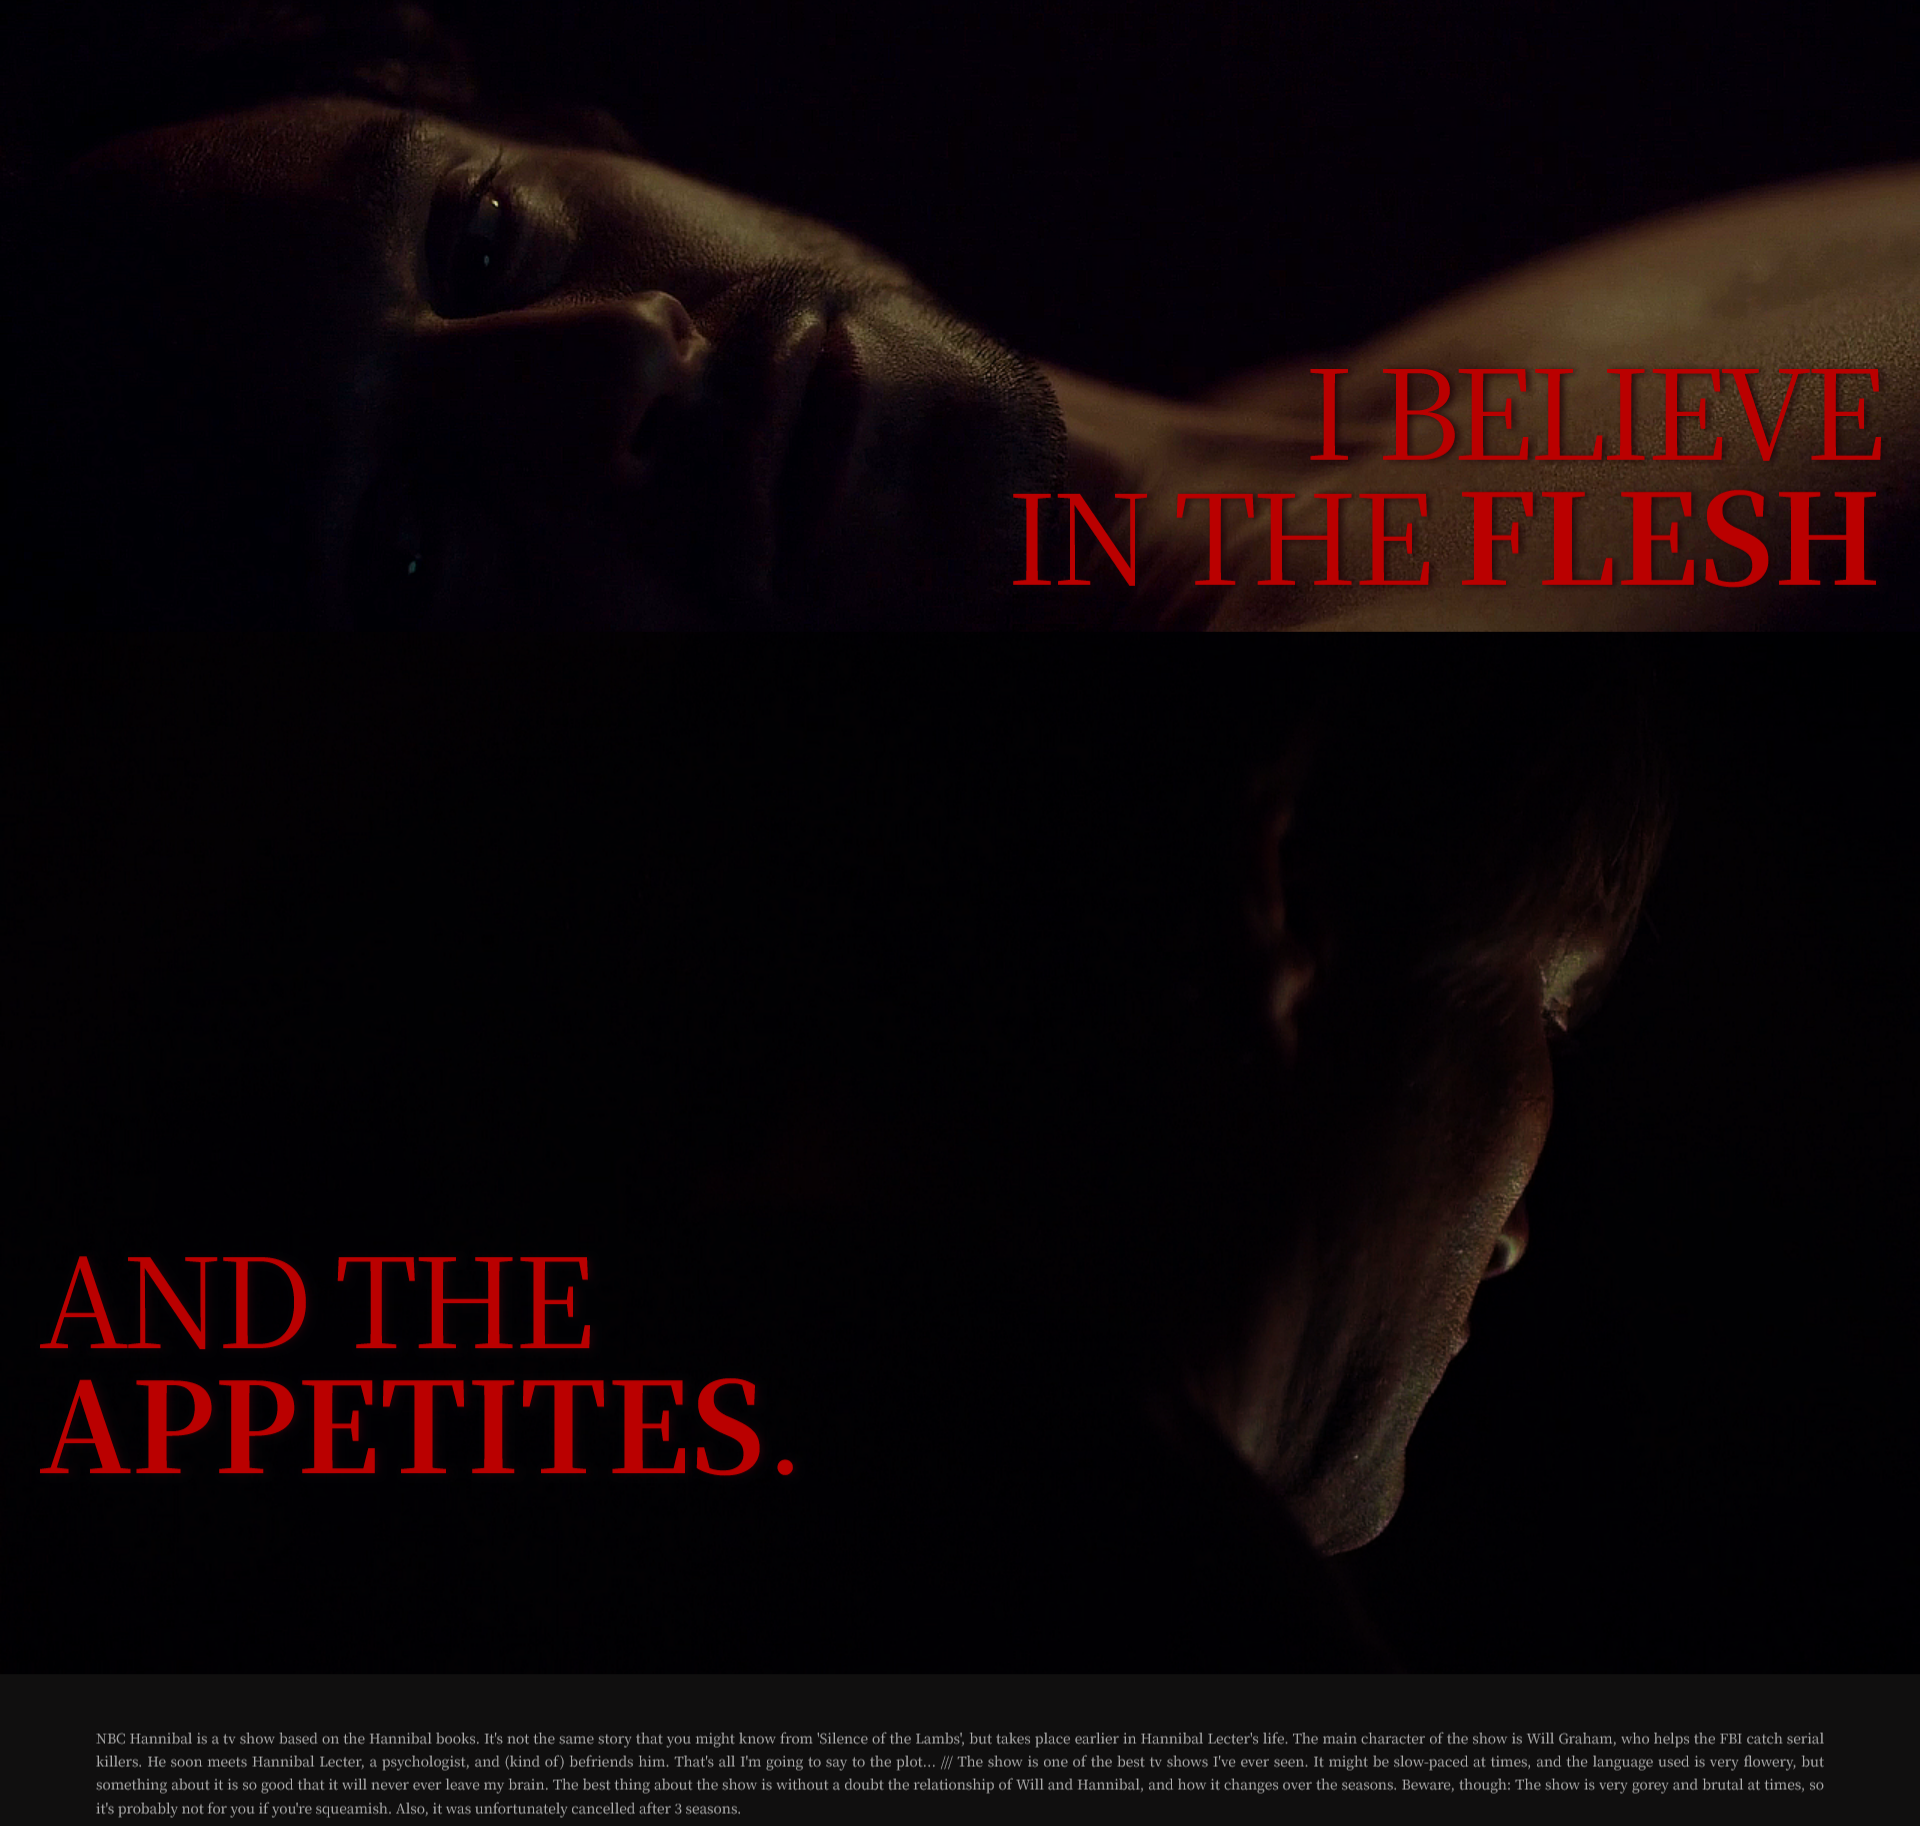 I BELIEVE
IN THE FLESH
AND THE
APPETITES.
NBC Hannibal is a tv show based on the Hannibal books. It's not the same story that you might know from 'Silence of the Lambs', but takes place earlier in Hannibal Lecter's life. The main character of the show is Will Graham, who helps the FBI catch serial
killers. He soon meets Hannibal Lecter, a psychologist, and (kind of) befriends him. That's all I'm going to say to the plot... /// The show is one of the best tv shows I've ever seen. It might be slow-paced at times, and the language used is very flowery, but
something about it is so good that it will never ever leave my brain. The best thing about the show is without a doubt the relationship of Will and Hannibal, and how it changes over the seasons. Beware, though: The show is very gorey and brutal at times, so
it's probably not for you if you're squeamish. Also, it was unfortunately cancelled after 3 seasons.